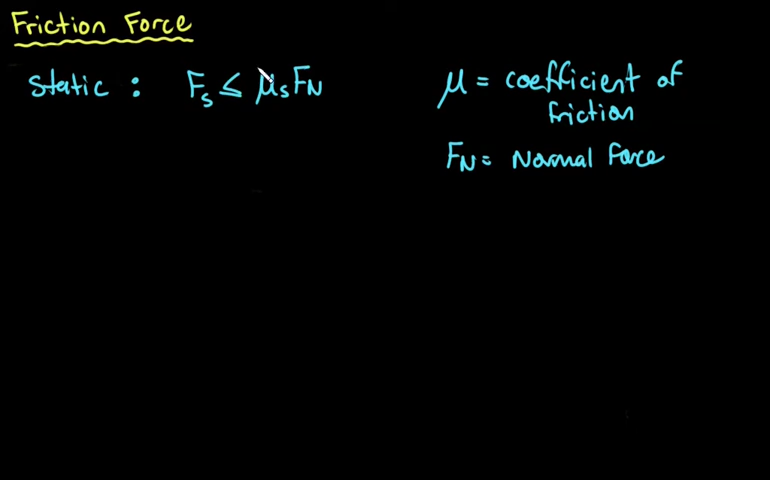 Friction Force
Static : Fs ≤ μsFN
μ = coefficient of
friction
FN = Normal Force